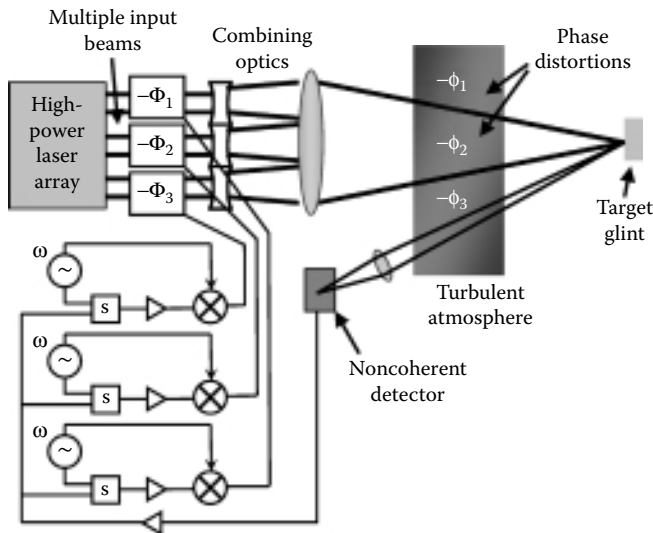 Multiple input
beams
Combining
optics
Phase
distortions
High-
power
laser
array
−Φ1
−Φ2
−Φ3
−ϕ1
−ϕ2
−ϕ3
Target
glint
Turbulent
atmosphere
Noncoherent
detector
ω
~
s
ω
~
s
ω
~
s